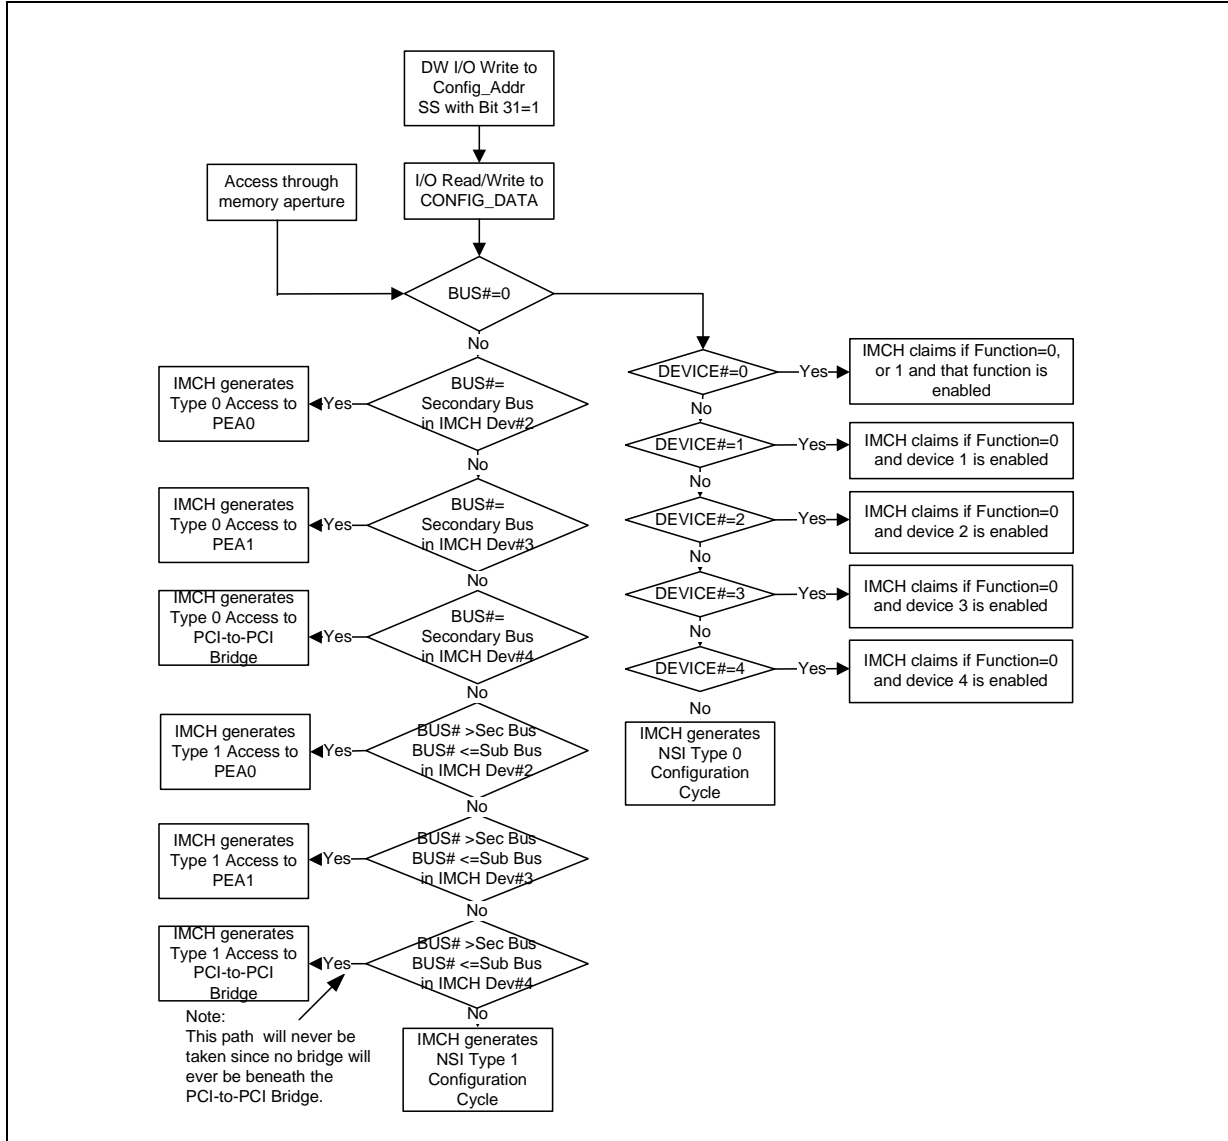 DW I/O Write to
Config_Addr
SS with Bit 31=1
Access through
memory aperture
I/O Read/Write to
CONFIG_DATA
BUS#=0
No
BUS#=
Secondary Bus
in IMCH Dev#2
Yes
IMCH generates
Type 0 Access to
PEA0
No
BUS#=
Secondary Bus
in IMCH Dev#3
Yes
IMCH generates
Type 0 Access to
PEA1
No
BUS#=
Secondary Bus
in IMCH Dev#4
Yes
IMCH generates
Type 0 Access to
PCI-to-PCI
Bridge
No
BUS# >Sec Bus
BUS# <=Sub Bus
in IMCH Dev#2
Yes
IMCH generates
Type 1 Access to
PEA0
No
BUS# >Sec Bus
BUS# <=Sub Bus
in IMCH Dev#3
Yes
IMCH generates
Type 1 Access to
PEA1
No
BUS# >Sec Bus
BUS# <=Sub Bus
in IMCH Dev#4
Yes
IMCH generates
Type 1 Access to
PCI-to-PCI
Bridge
Note:
This path will never be
taken since no bridge will
ever be beneath the
PCI-to-PCI Bridge.
No
IMCH generates
NSI Type 1
Configuration
Cycle
DEVICE#=0
Yes
IMCH claims if Function=0,
or 1 and that function is
enabled
No
DEVICE#=1
Yes
IMCH claims if Function=0
and device 1 is enabled
No
DEVICE#=2
Yes
IMCH claims if Function=0
and device 2 is enabled
No
DEVICE#=3
Yes
IMCH claims if Function=0
and device 3 is enabled
No
DEVICE#=4
Yes
IMCH claims if Function=0
and device 4 is enabled
No
IMCH generates
NSI Type 0
Configuration
Cycle